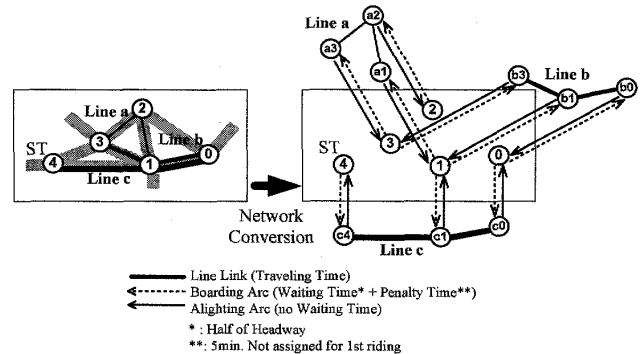 Line a
a2
a3
a1
b3
Line b
b0
b1
2
3
1
0
ST
4
c4
c1
c0
Line c
2
Line a
Line b
3
ST
4
1
0
Line c
Network
Conversion
Line Link (Traveling Time)
Boarding Arc (Waiting Time* + Penalty Time**)
Alighting Arc (no Waiting Time)
* : Half of Headway
**: 5min. Not assigned for 1st riding